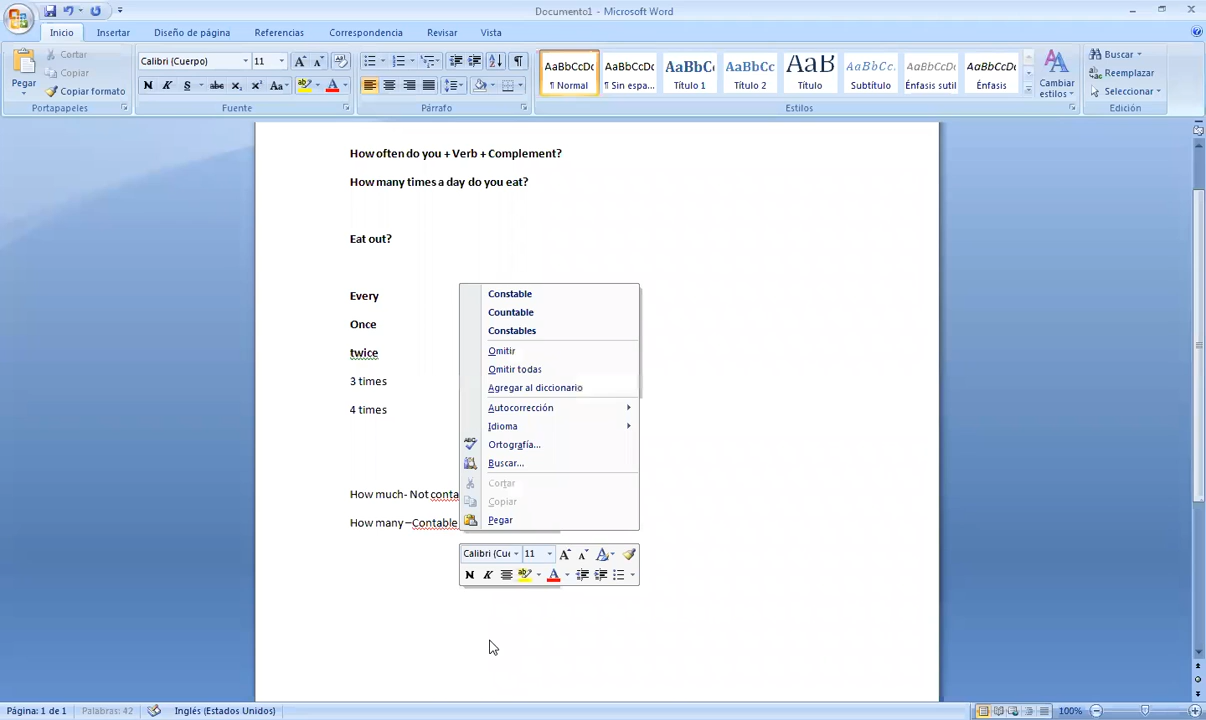 Documento1 - Microsoft Word
Inicio Insertar Diseño de página Referencias Correspondencia Revisar Vista
Pegar
Cortar
Copiar
Copiar formato
Portapapeles
Calibri (Cuerpo) 11
N K S abc x₂ x² Aa
Fuente
Párrafo
AaBbCcDc AaBbCcDc AaBbCc AaBbCc AaB AaBbCc. AaBbCcDc AaBbCcDc
¶ Normal ¶ Sin espa... Título 1 Título 2 Título Subtítulo Énfasis sutil Énfasis
Cambiar estilos
Estilos
Buscar
Reemplazar
Seleccionar
Edición
How often do you + Verb + Complement?
How many times a day do you eat?
Eat out?
Every
Once
twice
3 times
4 times
How much- Not conta
How many –Contable
Constable
Countable
Constables
Omitir
Omitir todas
Agregar al diccionario
Autocorrección
Idioma
Ortografía...
Buscar...
Cortar
Copiar
Pegar
Calibri (Cue 11
N K
Página: 1 de 1 Palabras: 42 Inglés (Estados Unidos) 100%